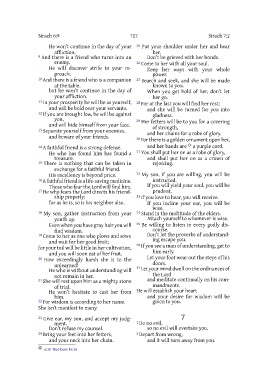 Sirach 6:9
707
Sirach 7:2
He won't continue in the day of your
affliction.
9 And there is a friend who turns into an
enemy.
He will discover strife to your re-
proach.
10 And there is a friend who is a companion
at the table,
but he won't continue in the day of
your affliction.
11 In your prosperity he will be as yourself,
and will be bold over your servants.
12 If you are brought low, he will be against
you,
and will hide himself from your face.
13 Separate yourself from your enemies,
and beware of your friends.
14 A faithful friend is a strong defense.
He who has found him has found a
treasure.
15 There is nothing that can be taken in
exchange for a faithful friend.
His excellency is beyond price.
16 A faithful friend is a life-saving medicine.
Those who fear the Lord will find him.
17 He who fears the Lord directs his friend-
ship properly;
for as he is, so is his neighbor also.
18 My son, gather instruction from your
youth up.
Even when you have gray hair you will
find wisdom.
19 Come to her as one who plows and sows
and wait for her good fruit;
for your toil will be little in her cultivation,
and you will soon eat of her fruit.
20 How exceedingly harsh she is to the
unlearned!
He who is without understanding will
not remain in her.
21 She will rest upon him as a mighty stone
of trial.
He won't hesitate to cast her from
him.
22 For wisdom is according to her name.
She isn't manifest to many.
23 Give ear, my son, and accept my judg-
ment.
Don't refuse my counsel.
24 Bring your feet into her fetters,
and your neck into her chain.
25 Put your shoulder under her and bear
her.
Don't be grieved with her bonds.
26 Come to her with all your soul.
Keep her ways with your whole
power.
27 Search and seek, and she will be made
known to you.
When you get hold of her, don't let
her go.
28 For at the last you will find her rest;
and she will be turned for you into
gladness.
29 Her fetters will be to you for a covering
of strength,
and her chains for a robe of glory.
30 For there is a golden ornament upon her,
and her bands are a purple cord.
31 You shall put her on as a robe of glory,
and shall put her on as a crown of
rejoicing.
32 My son, if you are willing, you will be
instructed.
If you will yield your soul, you will be
prudent.
33 If you love to hear, you will receive.
If you incline your ear, you will be
wise.
34 Stand in the multitude of the elders.
Attach yourself to whomever is wise.
35 Be willing to listen to every godly dis-
course.
Don't let the proverbs of understand-
ing escape you.
36 If you see a man of understanding, get to
him early.
Let your foot wear out the steps of his
doors.
37 Let your mind dwell on the ordinances of
the Lord
and meditate continually on his com-
mandments.
He will establish your heart
and your desire for wisdom will be
given to you.
7
1 Do no evil,
so no evil will overtake you.
2 Depart from wrong,
and it will turn away from you.